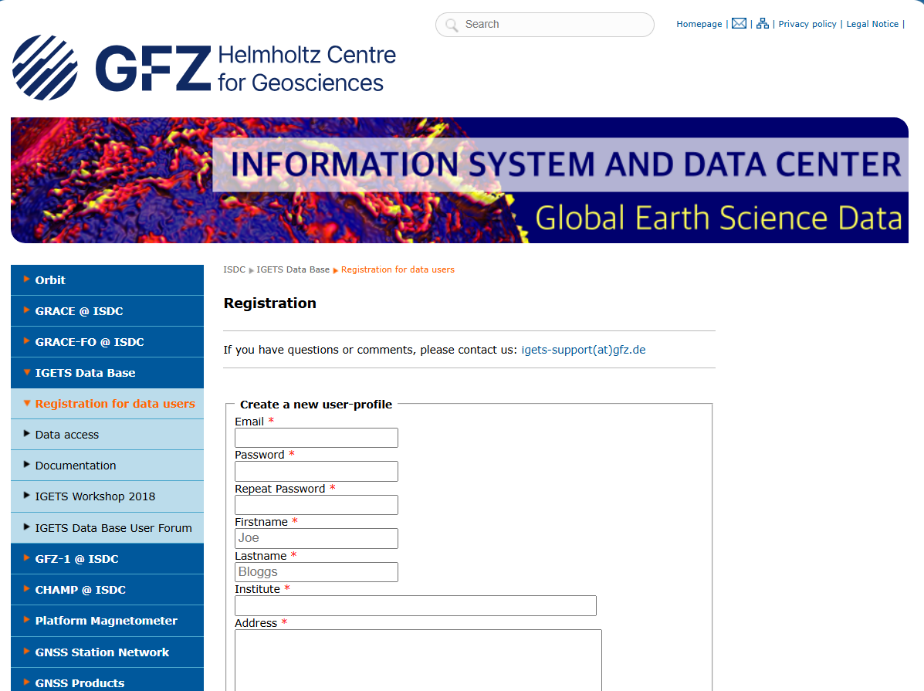 Search
Homepage | | | Privacy policy | Legal Notice |
GFZ Helmholtz Centre
for Geosciences
INFORMATION SYSTEM AND DATA CENTER
Global Earth Science Data
Orbit
GRACE @ ISDC
GRACE-FO @ ISDC
IGETS Data Base
Registration for data users
Data access
Documentation
IGETS Workshop 2018
IGETS Data Base User Forum
GFZ-1 @ ISDC
CHAMP @ ISDC
Platform Magnetometer
GNSS Station Network
GNSS Products
ISDC ▸ IGETS Data Base ▸ Registration for data users
Registration
If you have questions or comments, please contact us: igets-support(at)gfz.de
Create a new user-profile
Email *
Password *
Repeat Password *
Firstname *
Joe
Lastname *
Bloggs
Institute *
Address *